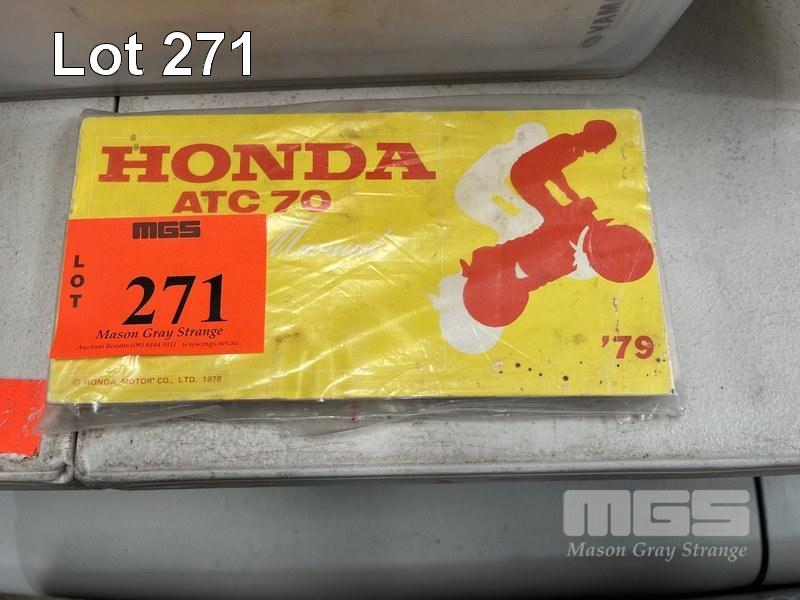 Lot 271
YAMA
HONDA
ATC 70
MGS
LOT
271
Mason Gray Strange
Auction Rooms (08) 8444 9111 www.mgs.net.au
'79
© HONDA MOTOR CO., LTD. 1978
MGS
Mason Gray Strange